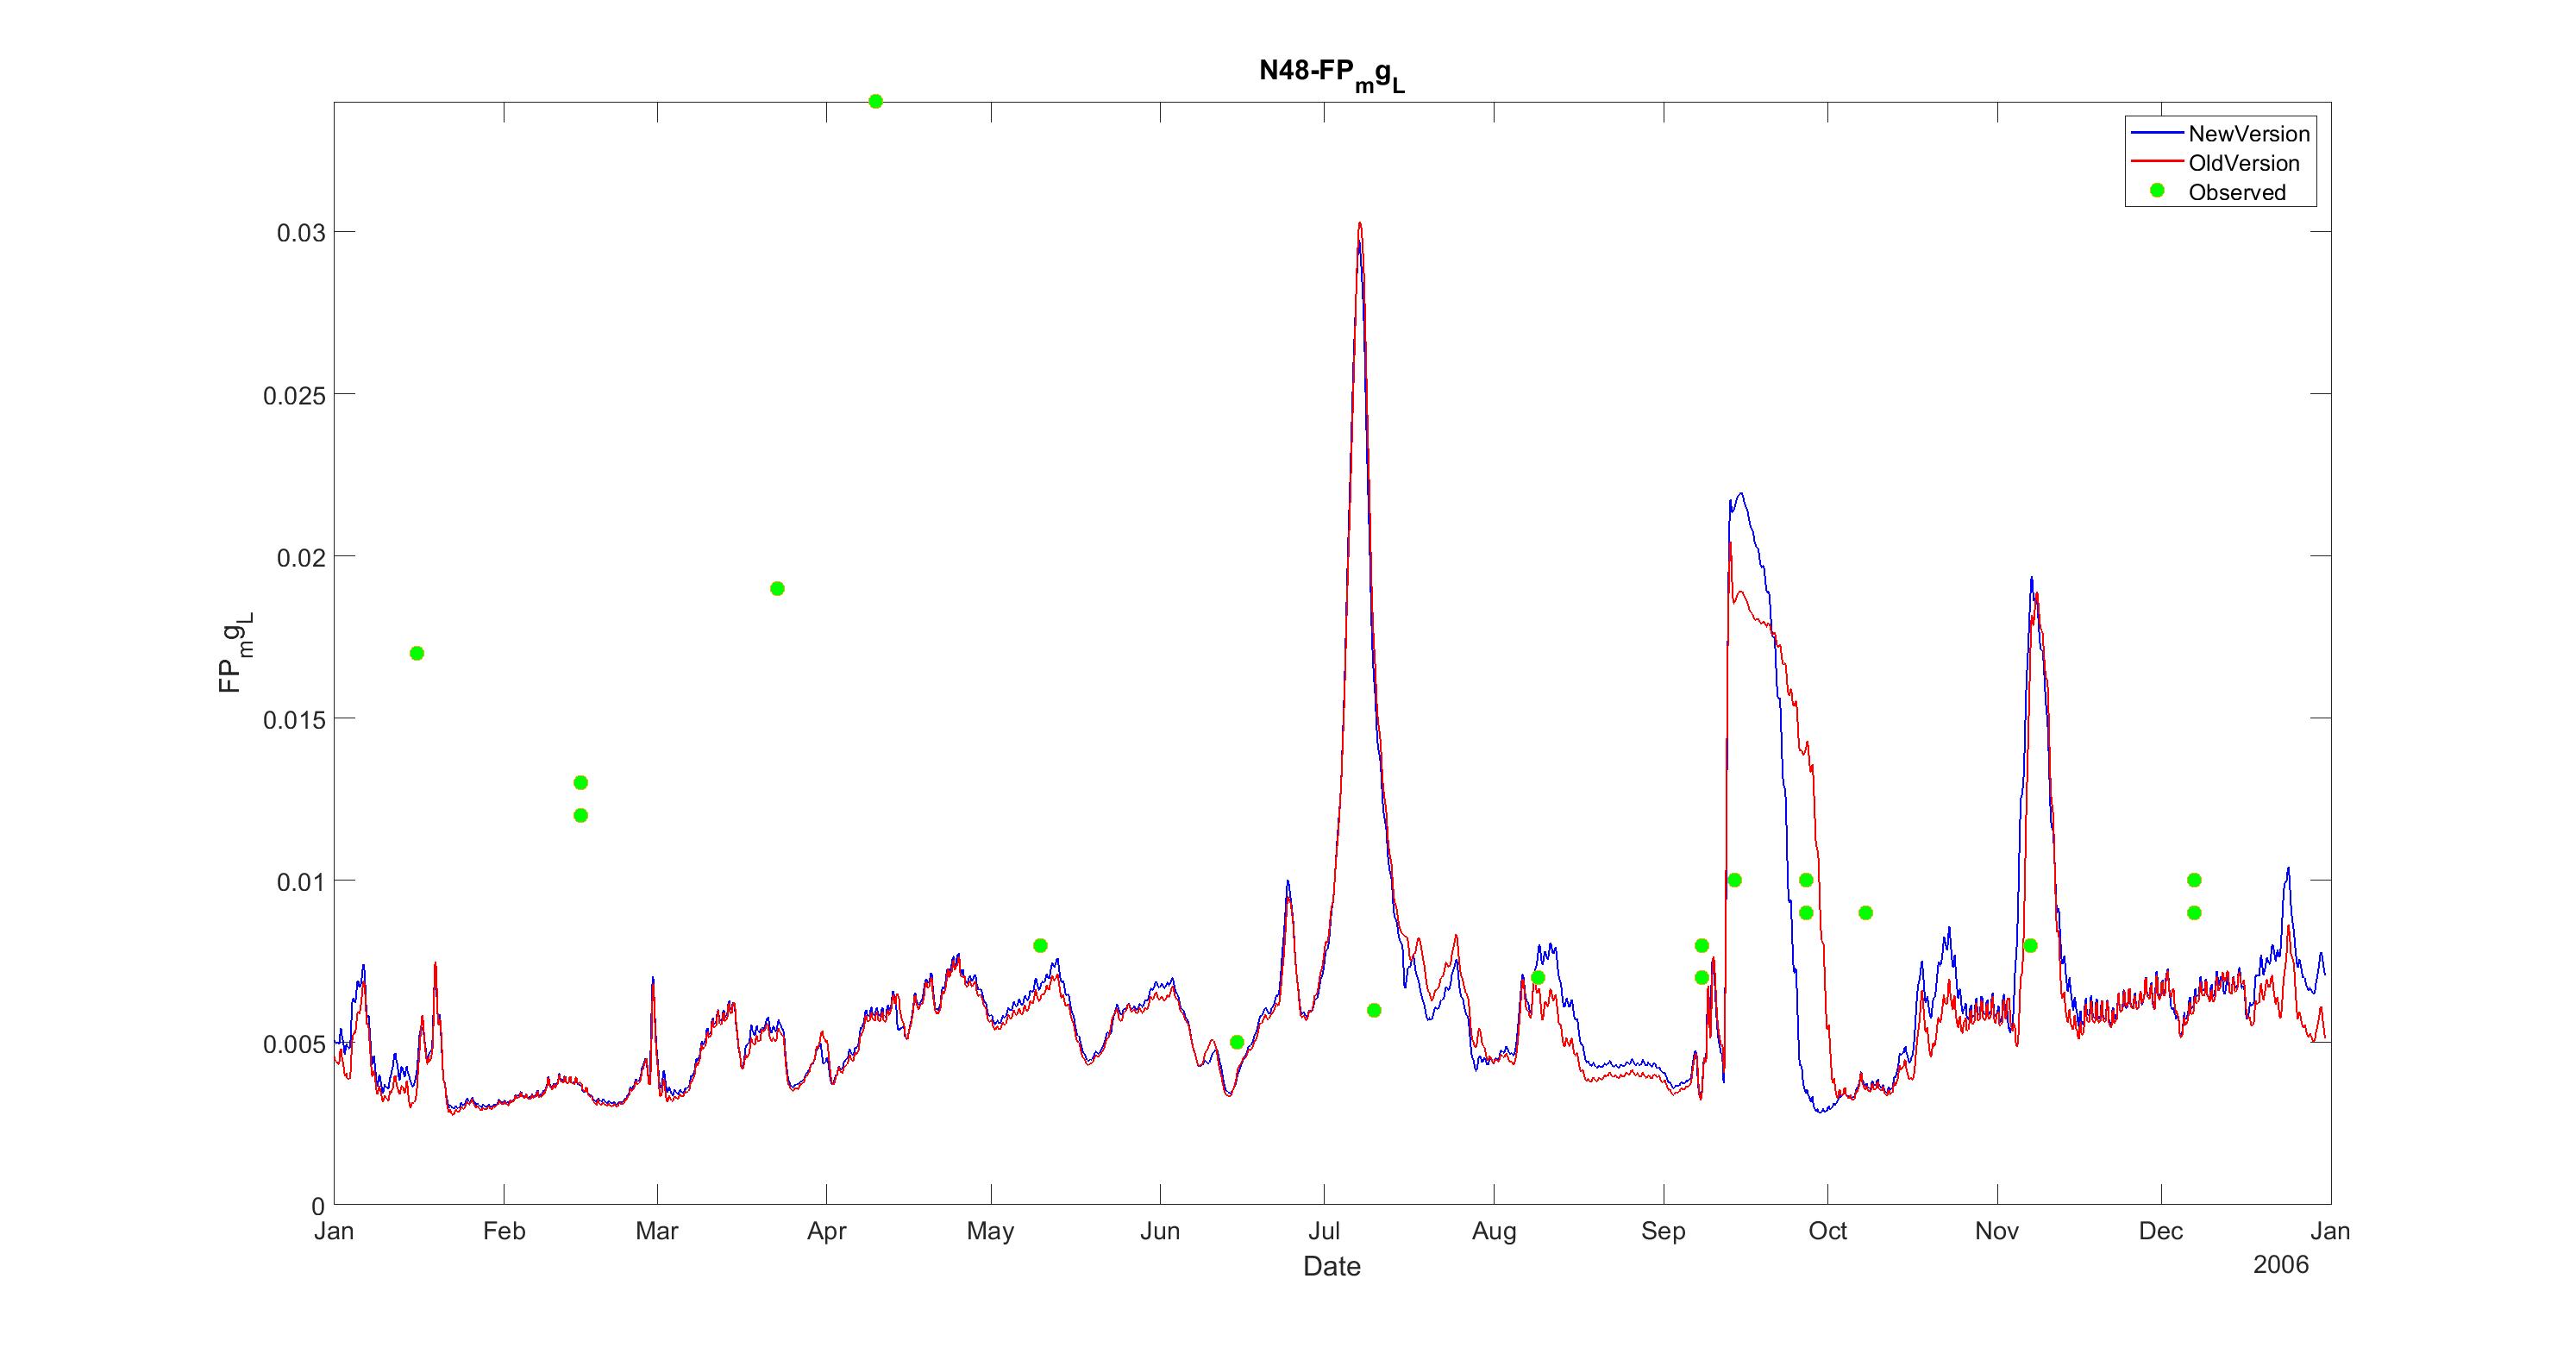 N48-FPmgL
NewVersion
OldVersion
Observed
0.03
0.025
0.02
0.015
0.01
0.005
0
FPmgL
Jan Feb Mar Apr May Jun Jul Aug Sep Oct Nov Dec Jan
Date
2006